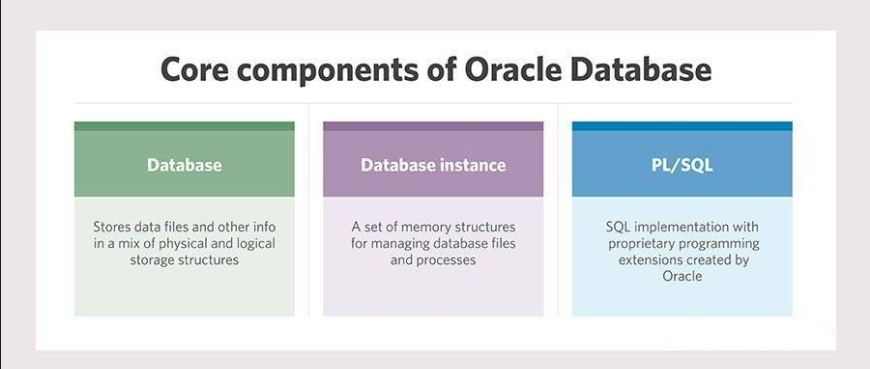 Core components of Oracle Database
Database
Stores data files and other info
in a mix of physical and logical
storage structures
Database instance
A set of memory structures
for managing database files
and processes
PL/SQL
SQL implementation with
proprietary programming
extensions created by
Oracle